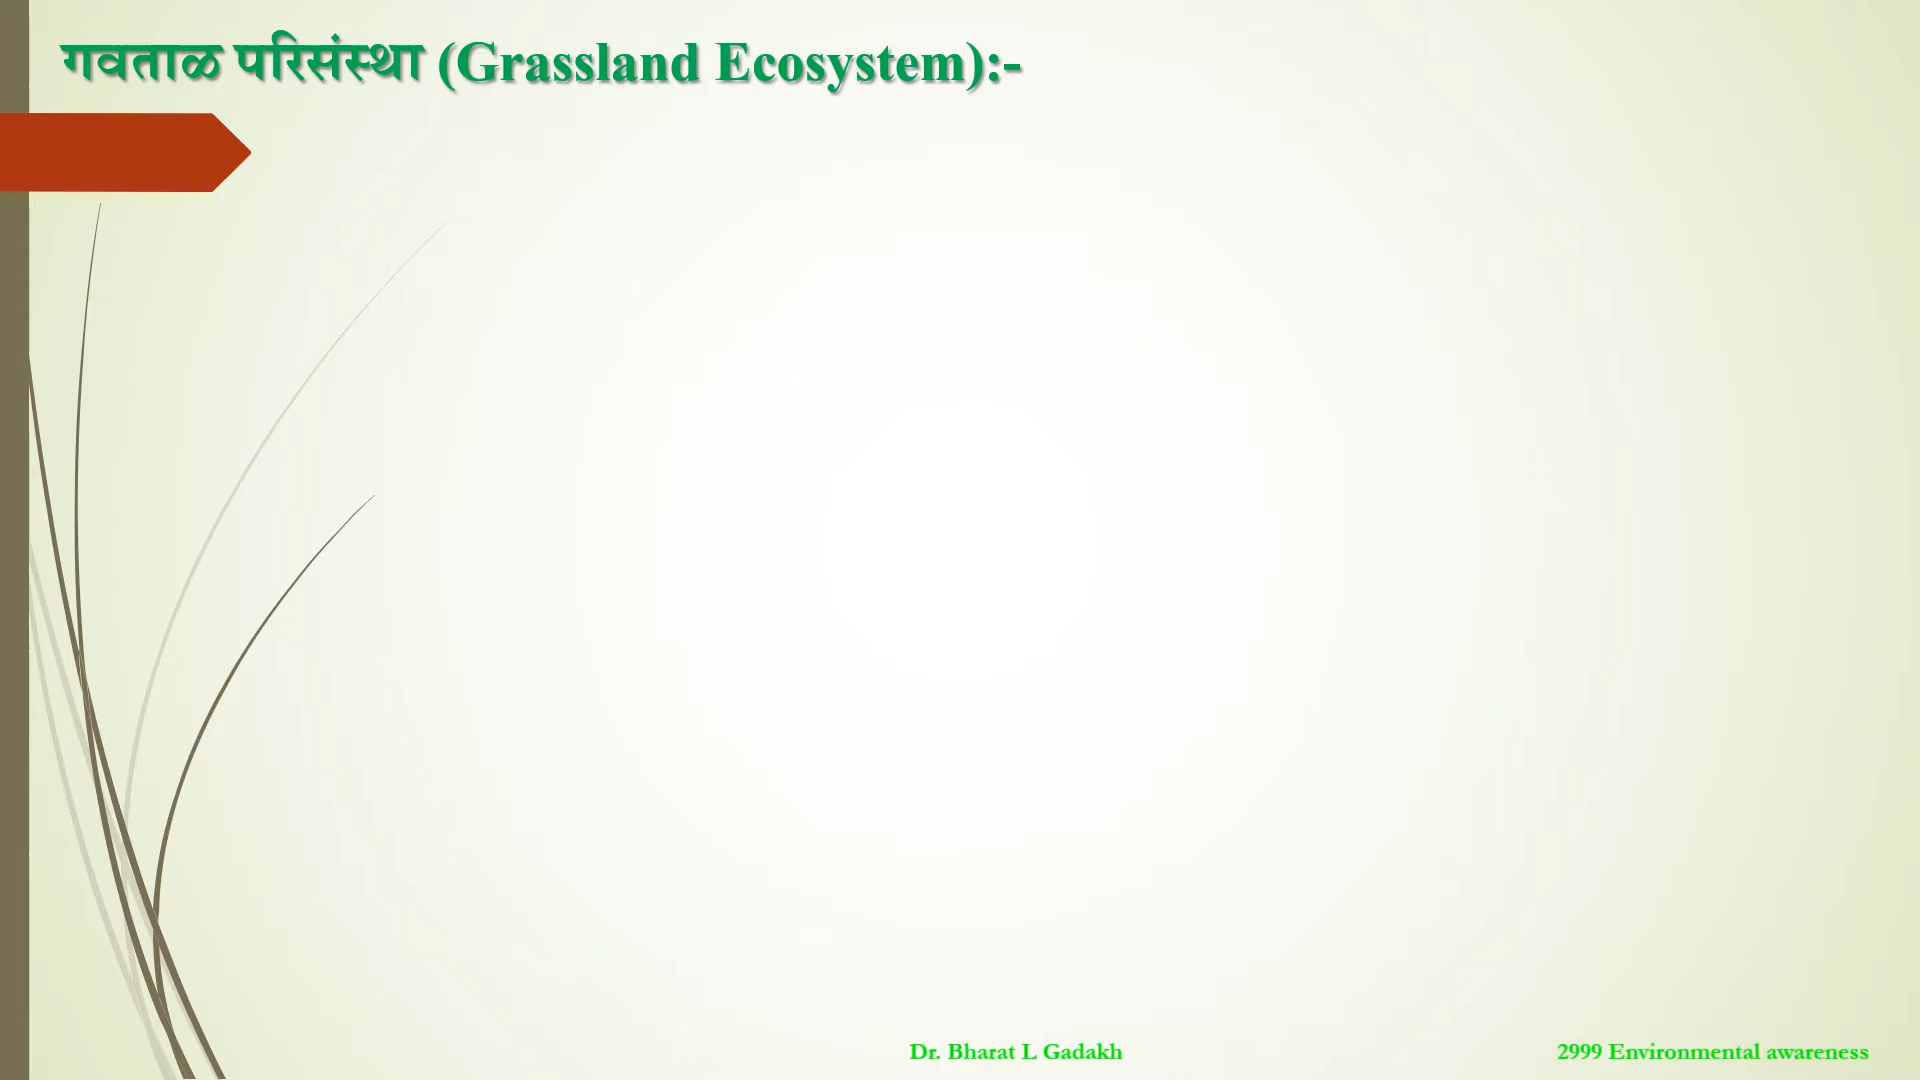 गवताळ परिसंस्था (Grassland Ecosystem):-
Dr. Bharat L Gadakh
2999 Environmental awareness